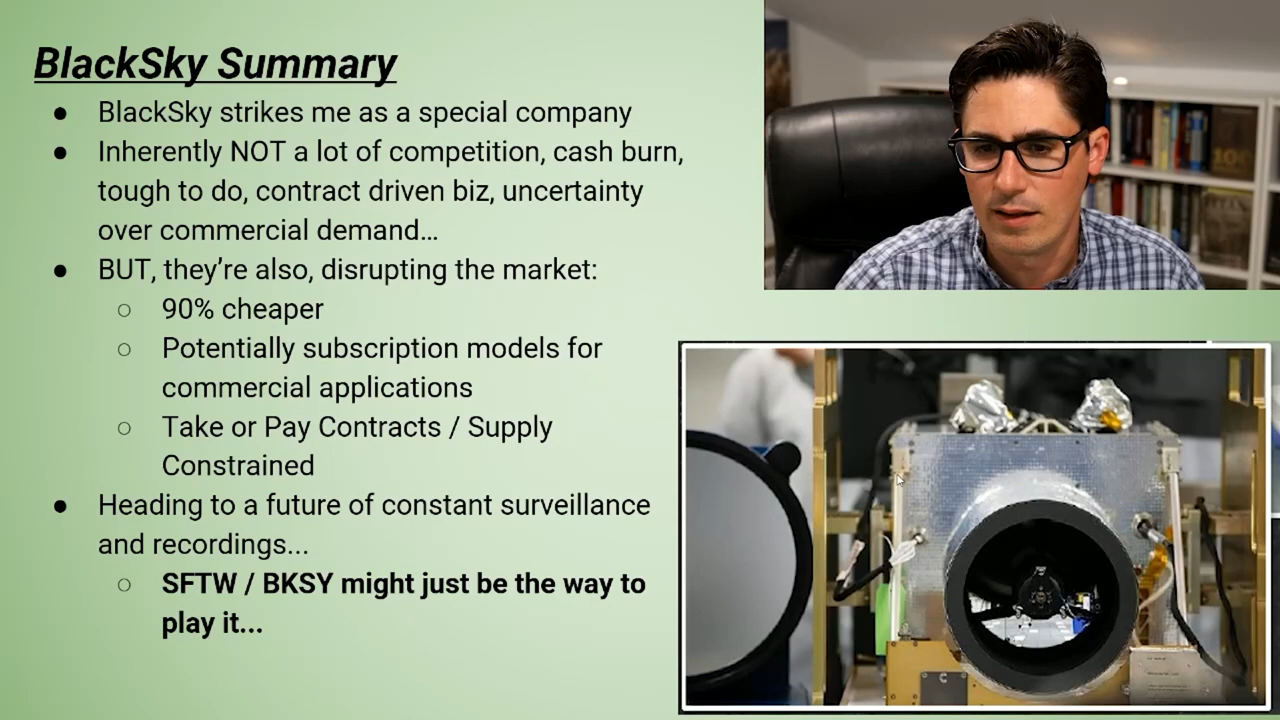 BlackSky Summary
● BlackSky strikes me as a special company
● Inherently NOT a lot of competition, cash burn,
tough to do, contract driven biz, uncertainty
over commercial demand…
● BUT, they’re also, disrupting the market:
○ 90% cheaper
○ Potentially subscription models for
commercial applications
○ Take or Pay Contracts / Supply
Constrained
● Heading to a future of constant surveillance
and recordings...
○ SFTW / BKSY might just be the way to
play it...